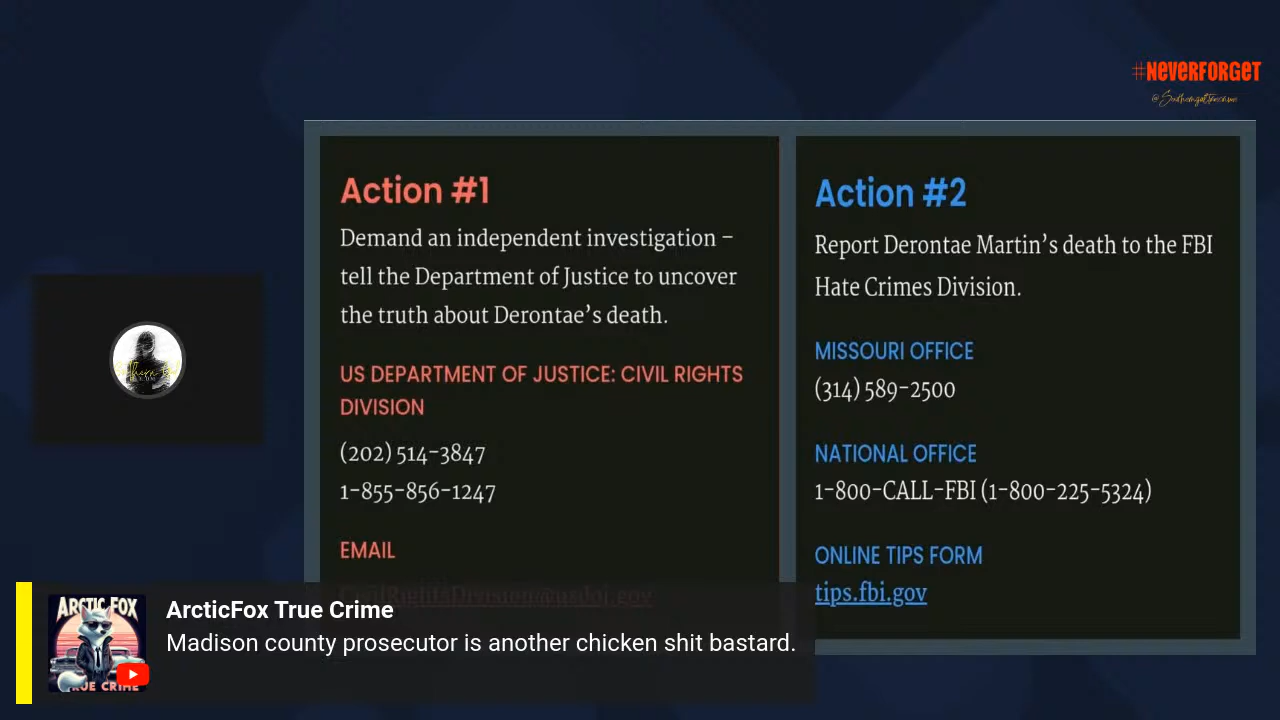 #NEVERFORGET
Action #1
Demand an independent investigation –
tell the Department of Justice to uncover
the truth about Derontae's death.
US DEPARTMENT OF JUSTICE: CIVIL RIGHTS
DIVISION
(202) 514-3847
1-855-856-1247
EMAIL
Action #2
Report Derontae Martin's death to the FBI
Hate Crimes Division.
MISSOURI OFFICE
(314) 589-2500
NATIONAL OFFICE
1-800-CALL-FBI (1-800-225-5324)
ONLINE TIPS FORM
tips.fbi.gov
ARCTIC FOX
TRUE CRIME
ArcticFox True Crime
Madison county prosecutor is another chicken shit bastard.